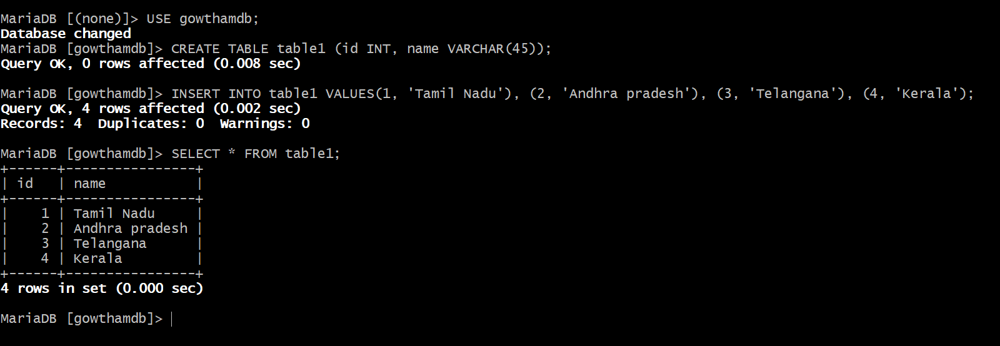 MariaDB [(none)]> USE gowthamdb;
Database changed
MariaDB [gowthamdb]> CREATE TABLE table1 (id INT, name VARCHAR(45));
Query OK, 0 rows affected (0.008 sec)
MariaDB [gowthamdb]> INSERT INTO table1 VALUES(1, 'Tamil Nadu'), (2, 'Andhra pradesh'), (3, 'Telangana'), (4, 'Kerala');
Query OK, 4 rows affected (0.002 sec)
Records: 4  Duplicates: 0  Warnings: 0
MariaDB [gowthamdb]> SELECT * FROM table1;
+------+----------------+
| id   | name           |
+------+----------------+
|    1 | Tamil Nadu     |
|    2 | Andhra pradesh |
|    3 | Telangana      |
|    4 | Kerala         |
+------+----------------+
4 rows in set (0.000 sec)
MariaDB [gowthamdb]>